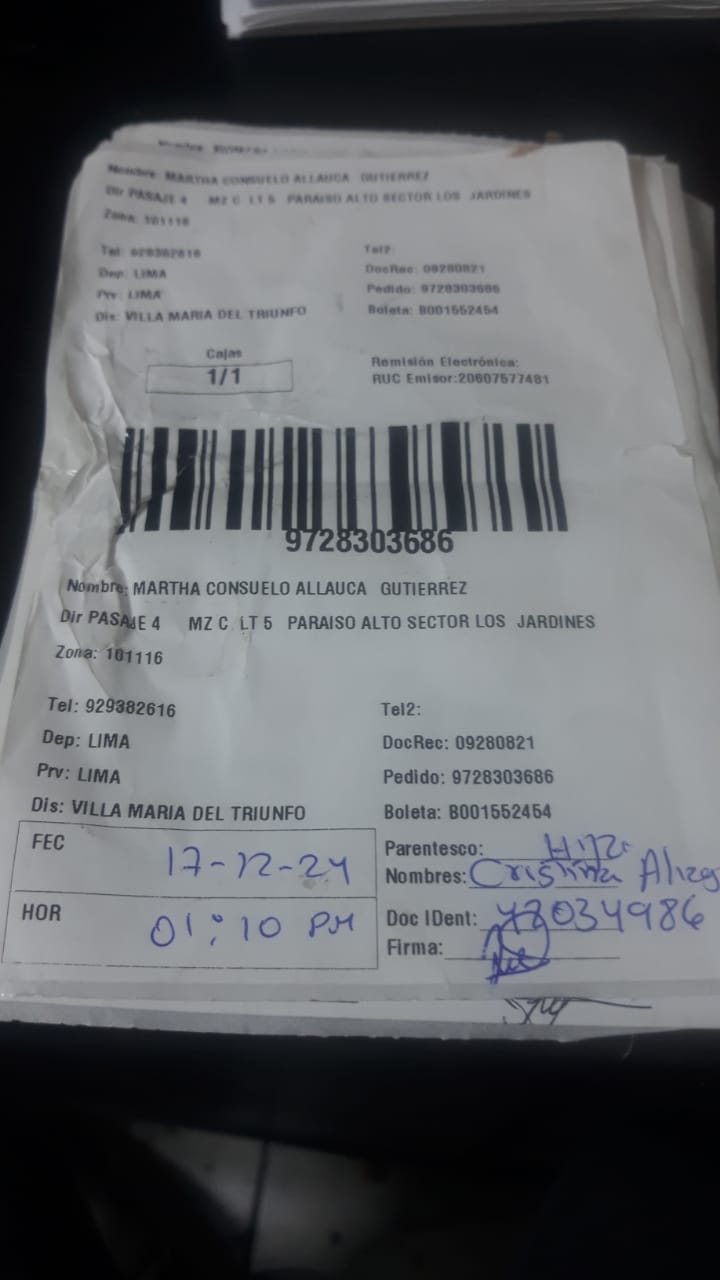 Nombre: MARTHA CONSUELO ALLAUCA GUTIERREZ
Dir PASAJE 4 MZ C LT 5 PARAISO ALTO SECTOR LOS JARDINES
Zona: 101116
Tel: 929382616 Tel2:
Dep: LIMA DocRec: 09280821
Prv: LIMA Pedido: 9728303686
Dis: VILLA MARIA DEL TRIUNFO Boleta: B001552454
Cajas Remisión Electrónica:
1/1 RUC Emisor:20607577481
9728303686
Nombre: MARTHA CONSUELO ALLAUCA GUTIERREZ
Dir PASAJE 4 MZ C LT 5 PARAISO ALTO SECTOR LOS JARDINES
Zona: 101116
Tel: 929382616 Tel2:
Dep: LIMA DocRec: 09280821
Prv: LIMA Pedido: 9728303686
Dis: VILLA MARIA DEL TRIUNFO Boleta: B001552454
FEC 17-12-24 Parentesco:
Nombres: Cristina
HOR 01:10 PM Doc IDent: 48034986
Firma: